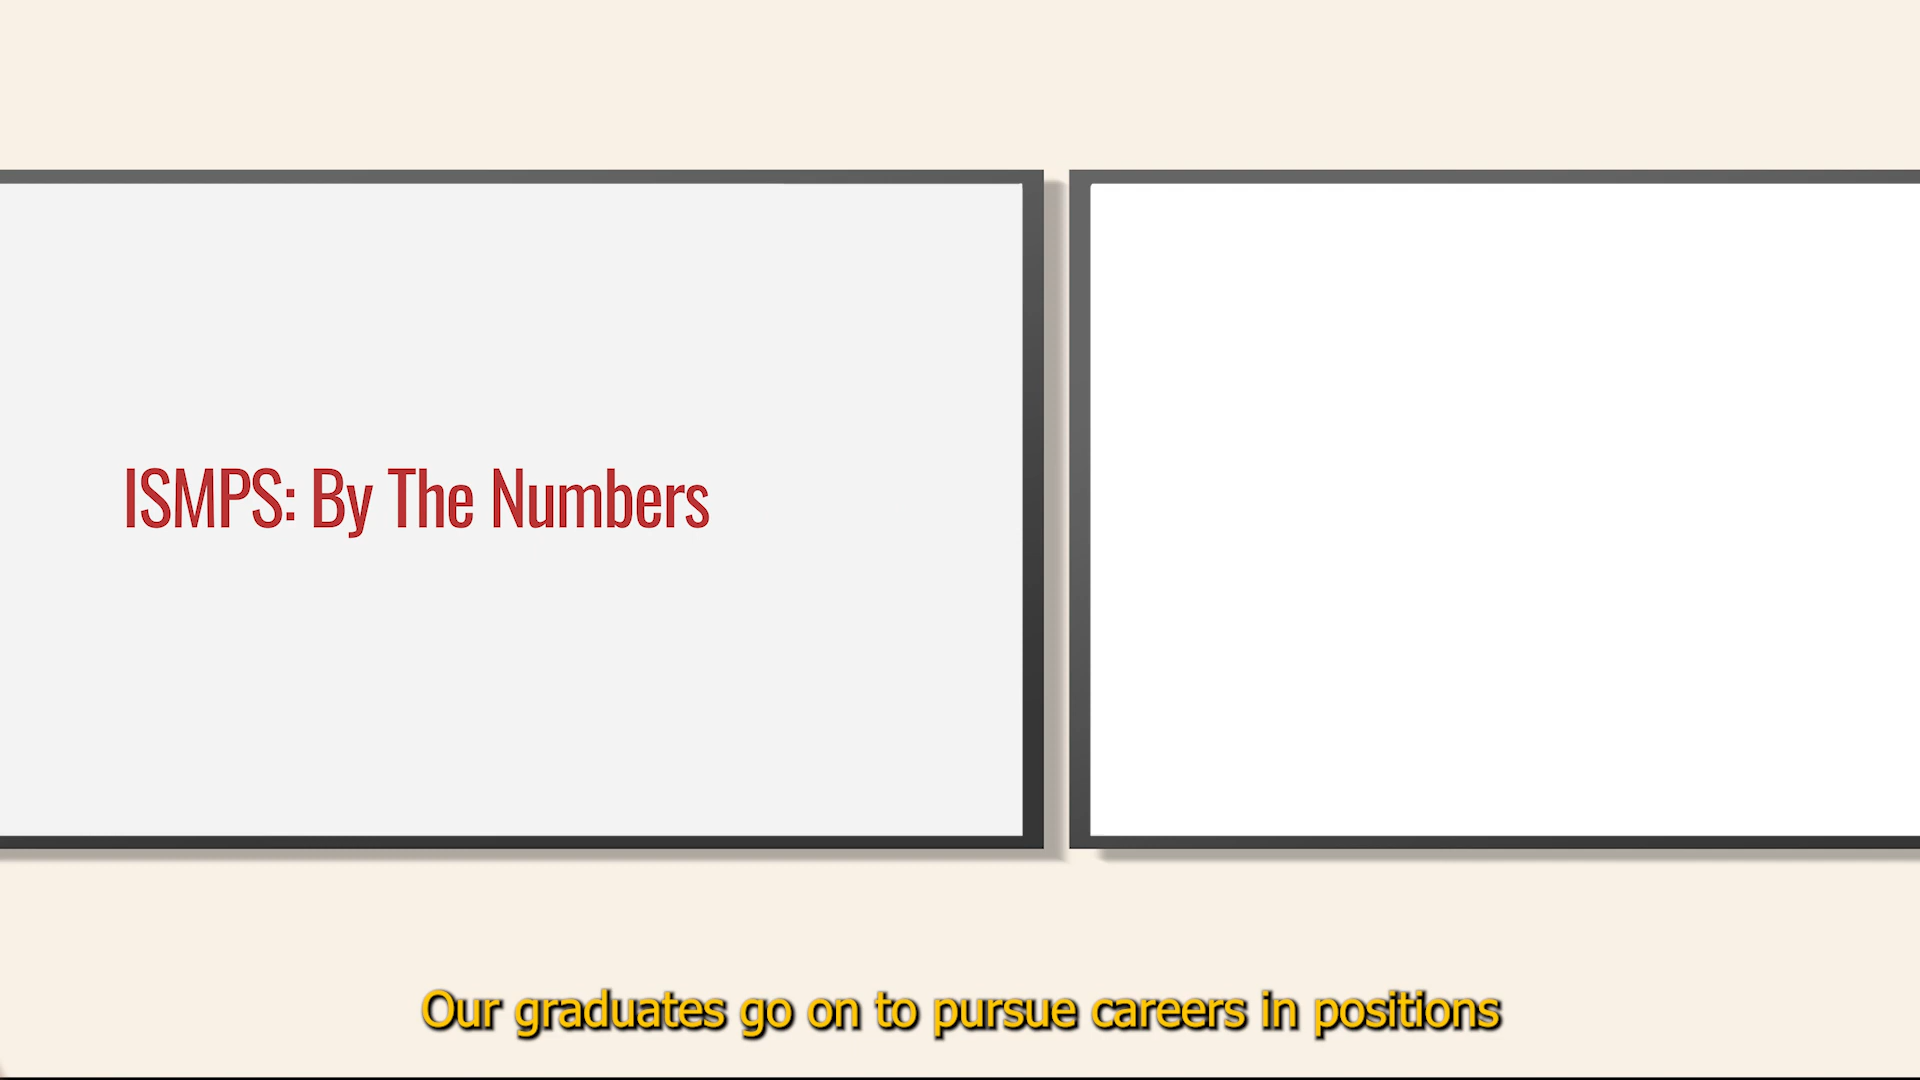 ISMPS: By The Numbers
Our graduates go on to pursue careers in positions